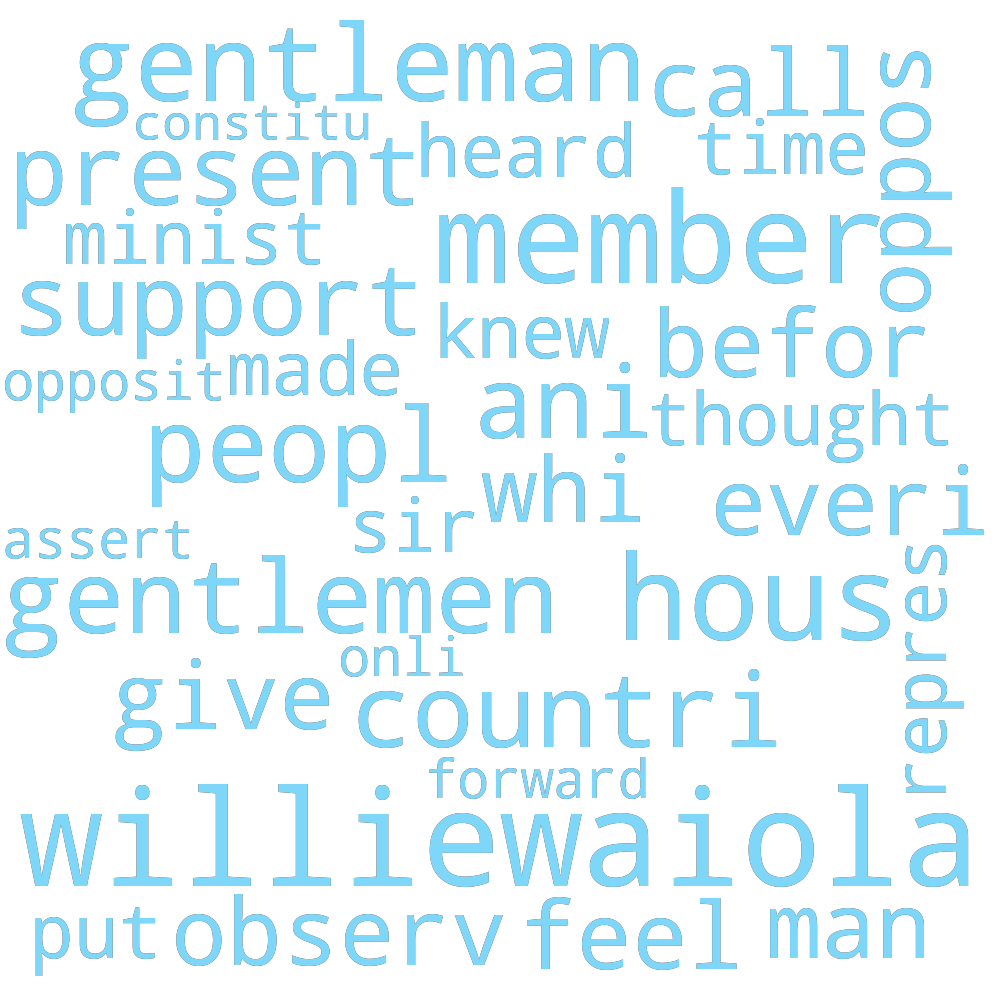 gentleman
call
oppos
constitu
heard
time
present
minist
member
support
knew
befor
opposit
made
ani
thought
peopl
whi
everi
assert
sir
gentlemen
hous
repres
onli
give
countri
forward
williewaiola
put
observ
feel
man